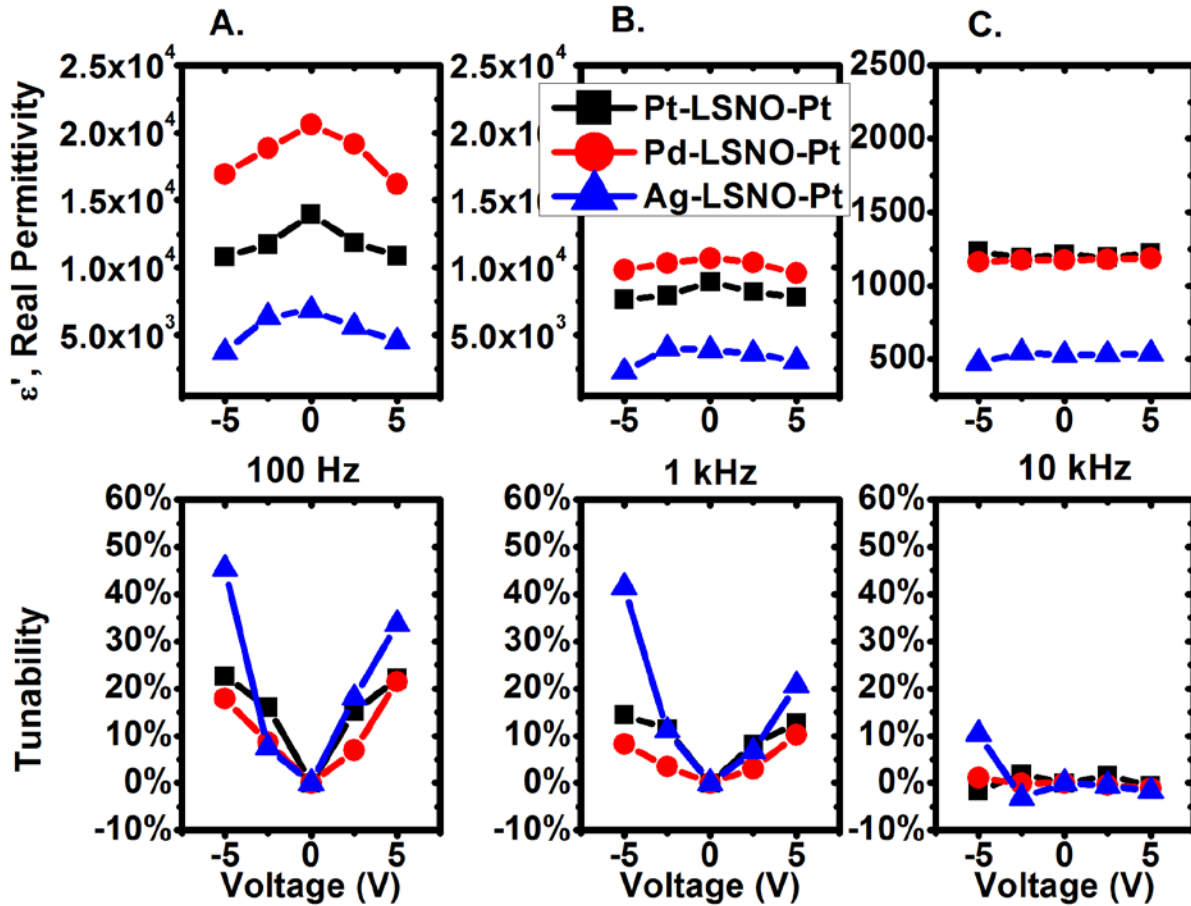 A.
B.
C.
ε', Real Permittivity
2.5x10⁴
2.0x10⁴
1.5x10⁴
1.0x10⁴
5.0x10³
-5 0 5
2.5x10⁴
2.0x10
1.5x10
1.0x10⁴
5.0x10³
-5 0 5
Pt-LSNO-Pt
Pd-LSNO-Pt
Ag-LSNO-Pt
2500
2000
1500
1000
500
-5 0 5
Tunability
100 Hz
60%
50%
40%
30%
20%
10%
0%
-10%
-5 0 5
Voltage (V)
1 kHz
60%
50%
40%
30%
20%
10%
0%
-10%
-5 0 5
Voltage (V)
10 kHz
60%
50%
40%
30%
20%
10%
0%
-10%
-5 0 5
Voltage (V)